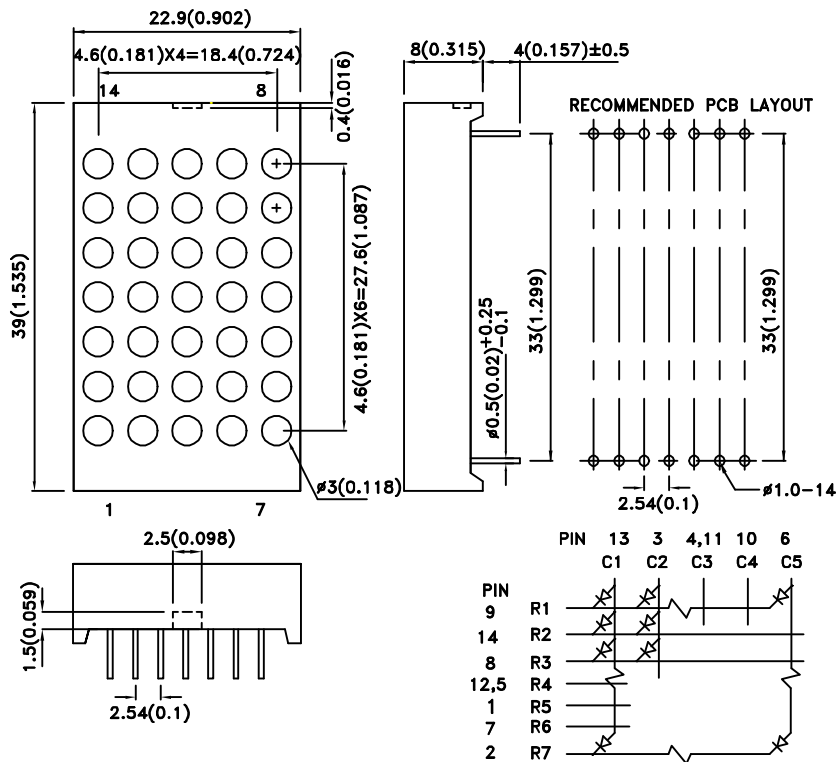 22.9(0.902)
4.6(0.181)X4=18.4(0.724)
14 8
0.4(0.016)
8(0.315) 4(0.157)±0.5
RECOMMENDED PCB LAYOUT
39(1.535)
4.6(0.181)X6=27.6(1.087)
ø0.5(0.02)+0.25
-0.1
33(1.299)
33(1.299)
ø3(0.118)
1 7
2.54(0.1)
ø1.0-14
2.5(0.098)
1.5(0.059)
2.54(0.1)
PIN 13 3 4,11 10 6
C1 C2 C3 C4 C5
PIN
9 R1
14 R2
8 R3
12,5 R4
1 R5
7 R6
2 R7